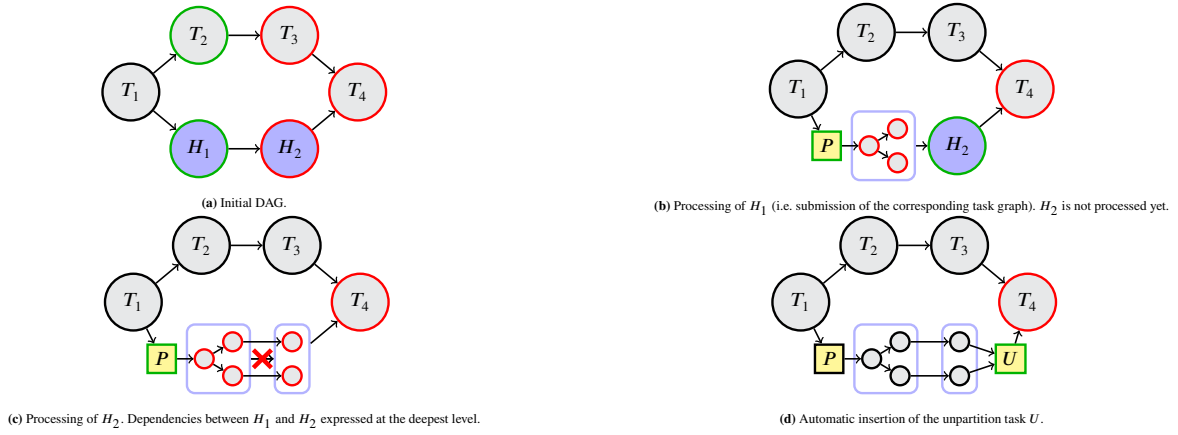 T1
T2
T3
T4
H1
H2
(a) Initial DAG.
T1
T2
T3
T4
P
H2
(b) Processing of H1 (i.e. submission of the corresponding task graph). H2 is not processed yet.
T1
T2
T3
T4
P
(c) Processing of H2. Dependencies between H1 and H2 expressed at the deepest level.
T1
T2
T3
T4
P
U
(d) Automatic insertion of the unpartition task U.